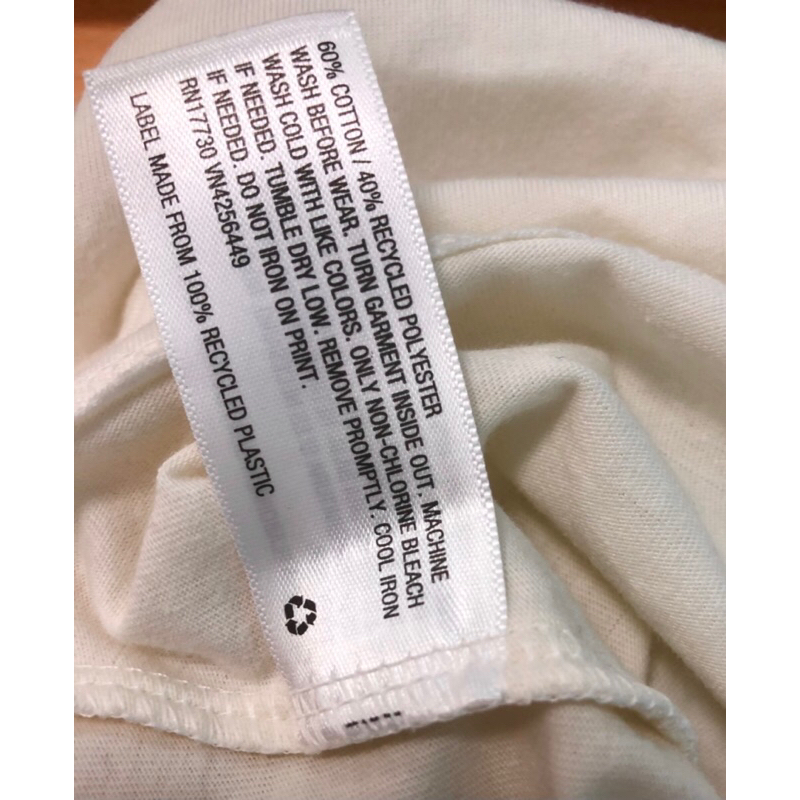 60% COTTON / 40% RECYCLED POLYESTER
WASH BEFORE WEAR. TURN GARMENT INSIDE OUT. MACHINE
WASH COLD WITH LIKE COLORS. ONLY NON-CHLORINE BLEACH
IF NEEDED. TUMBLE DRY LOW. REMOVE PROMPTLY. COOL IRON
IF NEEDED. DO NOT IRON ON PRINT.
RN17730 VN4256449
LABEL MADE FROM 100% RECYCLED PLASTIC